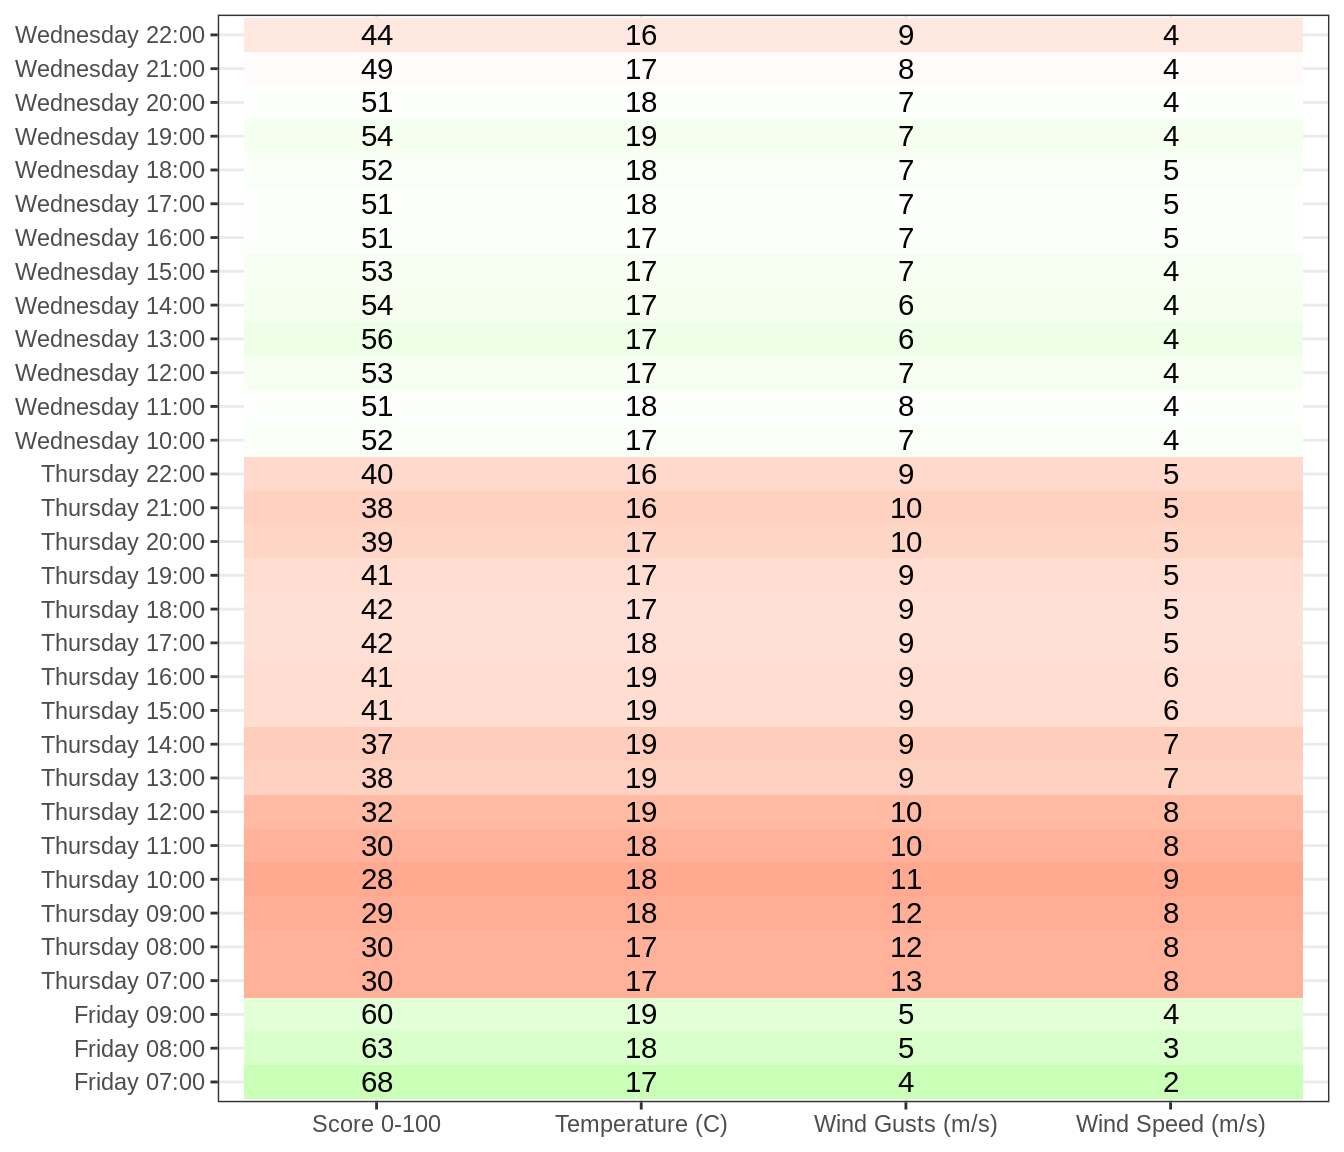 Wednesday 22:00 44 16 9 4
Wednesday 21:00 49 17 8 4
Wednesday 20:00 51 18 7 4
Wednesday 19:00 54 19 7 4
Wednesday 18:00 52 18 7 5
Wednesday 17:00 51 18 7 5
Wednesday 16:00 51 17 7 5
Wednesday 15:00 53 17 7 4
Wednesday 14:00 54 17 6 4
Wednesday 13:00 56 17 6 4
Wednesday 12:00 53 17 7 4
Wednesday 11:00 51 18 8 4
Wednesday 10:00 52 17 7 4
Thursday 22:00 40 16 9 5
Thursday 21:00 38 16 10 5
Thursday 20:00 39 17 10 5
Thursday 19:00 41 17 9 5
Thursday 18:00 42 17 9 5
Thursday 17:00 42 18 9 5
Thursday 16:00 41 19 9 6
Thursday 15:00 41 19 9 6
Thursday 14:00 37 19 9 7
Thursday 13:00 38 19 9 7
Thursday 12:00 32 19 10 8
Thursday 11:00 30 18 10 8
Thursday 10:00 28 18 11 9
Thursday 09:00 29 18 12 8
Thursday 08:00 30 17 12 8
Thursday 07:00 30 17 13 8
Friday 09:00 60 19 5 4
Friday 08:00 63 18 5 3
Friday 07:00 68 17 4 2
Score 0-100 Temperature (C) Wind Gusts (m/s) Wind Speed (m/s)